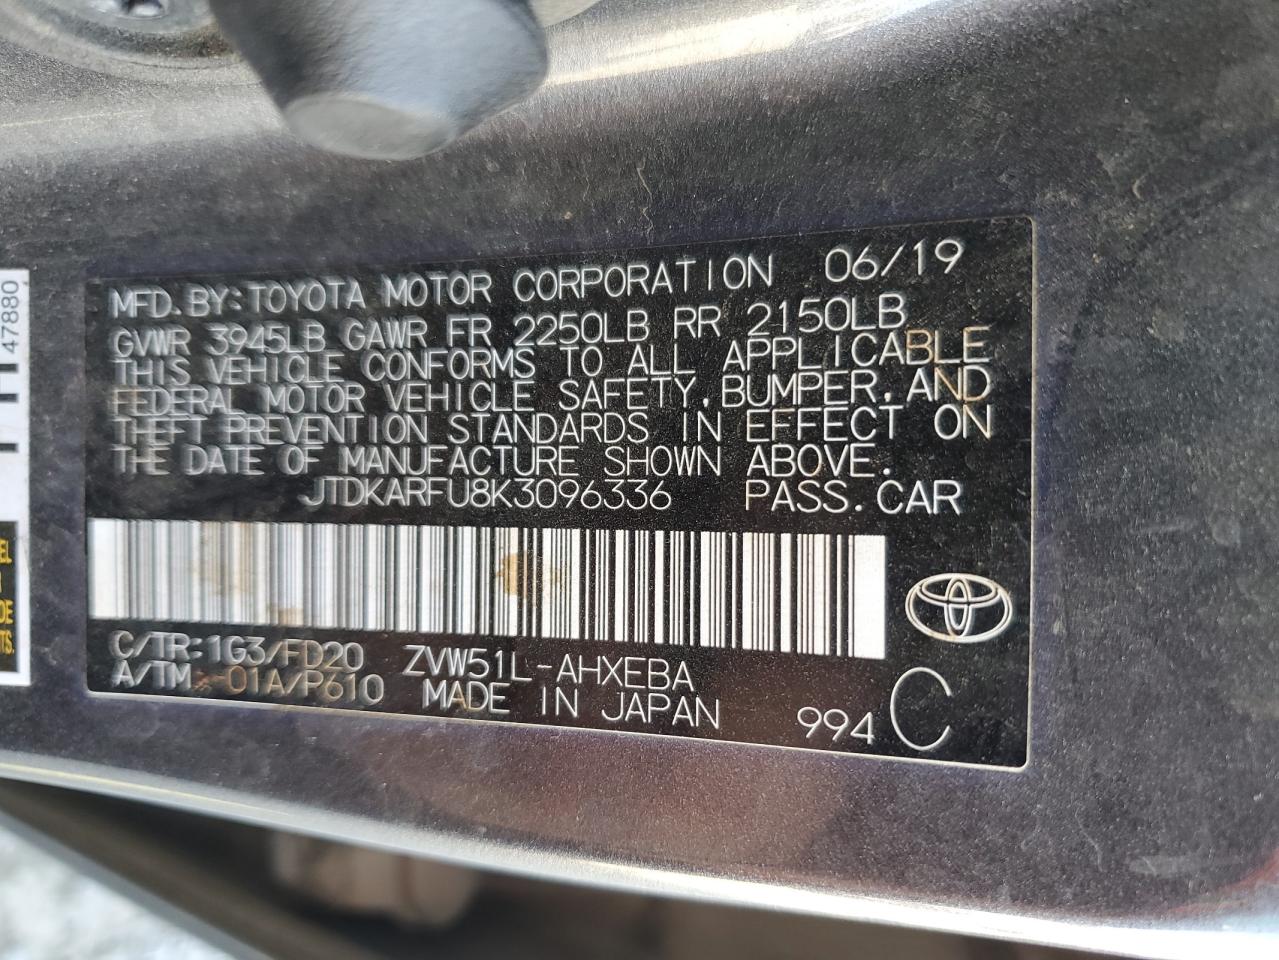 MFD.BY:TOYOTA MOTOR CORPORATION 06/19
GVWR 3945LB GAWR FR 2250LB RR 2150LB
THIS VEHICLE CONFORMS TO ALL APPLICABLE
FEDERAL MOTOR VEHICLE SAFETY,BUMPER,AND
THEFT PREVENTION STANDARDS IN EFFECT ON
THE DATE OF MANUFACTURE SHOWN ABOVE.
JTDKARFU8K3096336 PASS.CAR
C/TR:1G3/FD20 ZVW51L-AHXEBA
A/TM -01A/P610 MADE IN JAPAN 994 C
47880